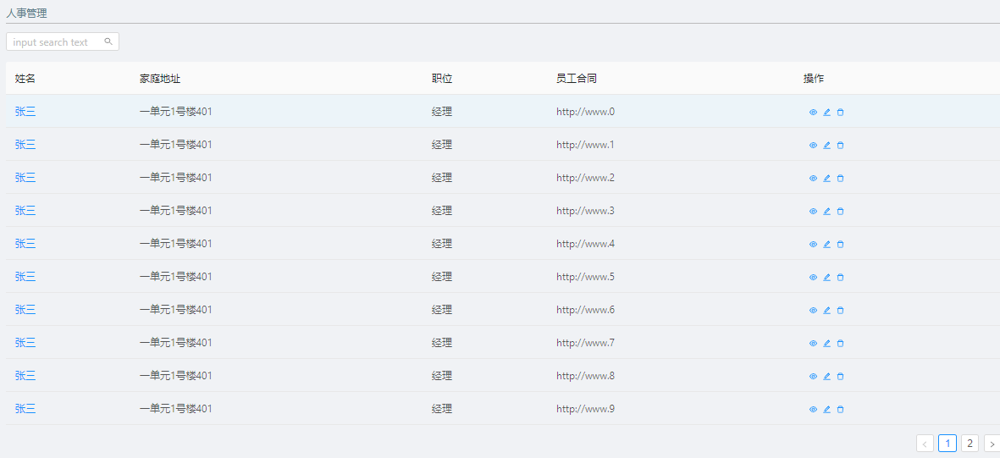 人事管理
input search text
姓名 家庭地址 职位 员工合同 操作
张三 一单元1号楼401 经理 http://www.0
张三 一单元1号楼401 经理 http://www.1
张三 一单元1号楼401 经理 http://www.2
张三 一单元1号楼401 经理 http://www.3
张三 一单元1号楼401 经理 http://www.4
张三 一单元1号楼401 经理 http://www.5
张三 一单元1号楼401 经理 http://www.6
张三 一单元1号楼401 经理 http://www.7
张三 一单元1号楼401 经理 http://www.8
张三 一单元1号楼401 经理 http://www.9
< 1 2 >